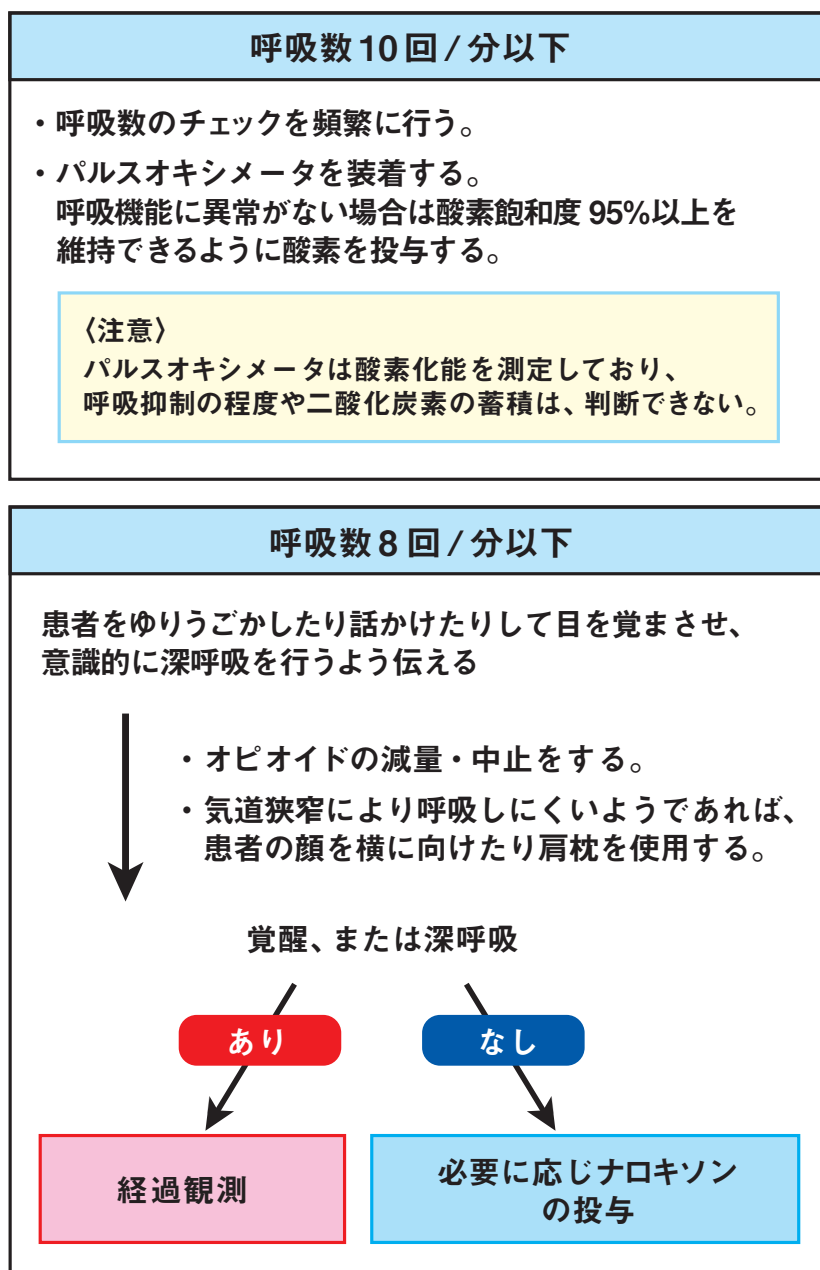 呼吸数10回/分以下
・呼吸数のチェックを頻繁に行う。
・パルスオキシメータを装着する。
呼吸機能に異常がない場合は酸素飽和度 95%以上を
維持できるように酸素を投与する。
〈注意〉
パルスオキシメータは酸素化能を測定しており、
呼吸抑制の程度や二酸化炭素の蓄積は、判断できない。
呼吸数8回/分以下
患者をゆりうごかしたり話かけたりして目を覚まさせ、
意識的に深呼吸を行うよう伝える
・オピオイドの減量・中止をする。
・気道狭窄により呼吸しにくいようであれば、
患者の顔を横に向けたり肩枕を使用する。
覚醒、または深呼吸
あり
なし
経過観測
必要に応じナロキソン
の投与